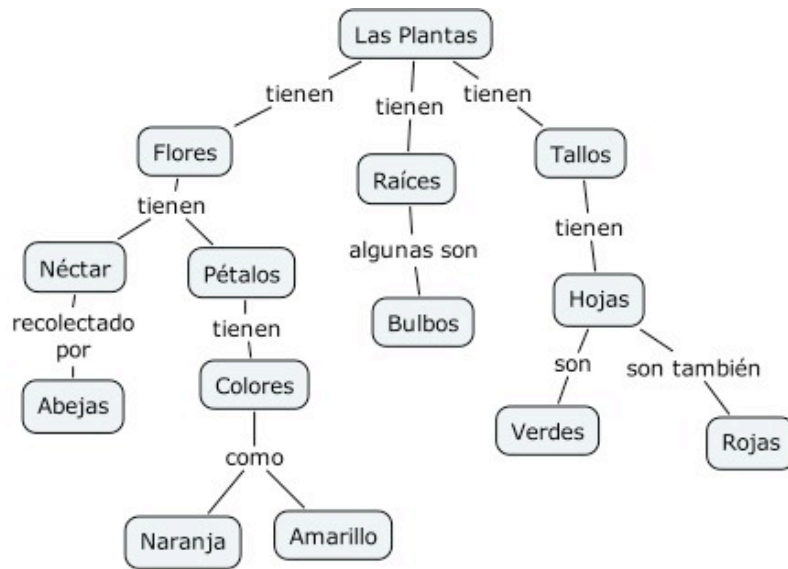 Las Plantas
tienen
tienen
tienen
Flores
Raíces
Tallos
tienen
algunas son
tienen
Néctar
Pétalos
Bulbos
Hojas
recolectado
por
tienen
son
son también
Abejas
Colores
Verdes
Rojas
como
Naranja
Amarillo